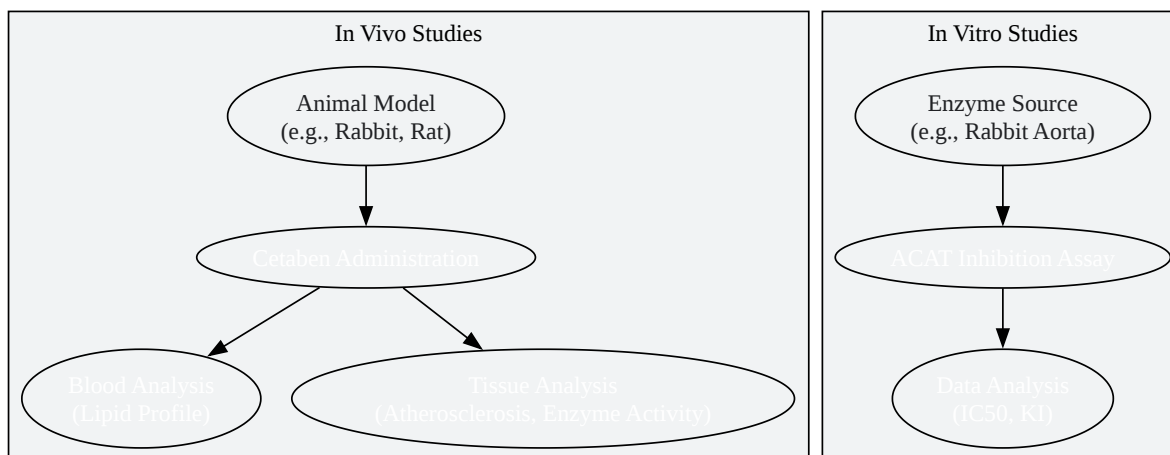 In Vivo Studies
Animal Model
(e.g., Rabbit, Rat)
Cetaben Administration
Blood Analysis
(Lipid Profile)
Tissue Analysis
(Atherosclerosis, Enzyme Activity)
In Vitro Studies
Enzyme Source
(e.g., Rabbit Aorta)
ACAT Inhibition Assay
Data Analysis
(IC50, KI)